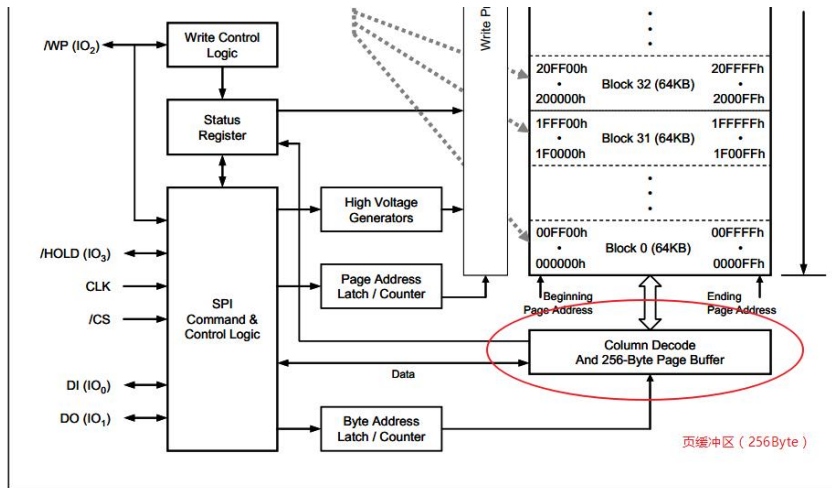 /WP (IO2)
Write Control
Logic
Status
Register
High Voltage
Generators
/HOLD (IO3)
CLK
/CS
DI (IO0)
DO (IO1)
SPI
Command &
Control Logic
Page Address
Latch / Counter
Data
Byte Address
Latch / Counter
Write
20FF00h 20FFFFh
Block 32 (64KB)
200000h 2000FFh
1FFF00h 1FFFFFh
Block 31 (64KB)
1F0000h 1F00FFh
00FF00h 00FFFFh
Block 0 (64KB)
000000h 0000FFh
Beginning
Page Address
Ending
Page Address
Column Decode
And 256-Byte Page Buffer
页缓冲区（256Byte）